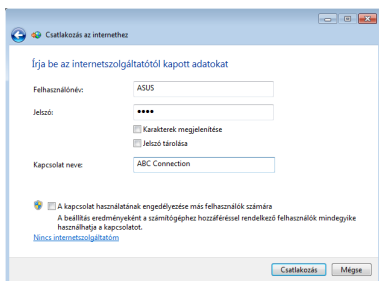 Csatlakozás az internethez
Írja be az internetszolgáltatótól kapott adatokat
Felhasználónév: ASUS
Jelszó: ••••
Karakterek megjelenítése
Jelszó tárolása
Kapcsolat neve: ABC Connection
A kapcsolat használatának engedélyezése más felhasználók számára
A beállítás eredményeként a számítógéphez hozzáféréssel rendelkező felhasználók mindegyike
használhatja a kapcsolatot.
Nincs internetszolgáltatóm
Csatlakozás Mégse